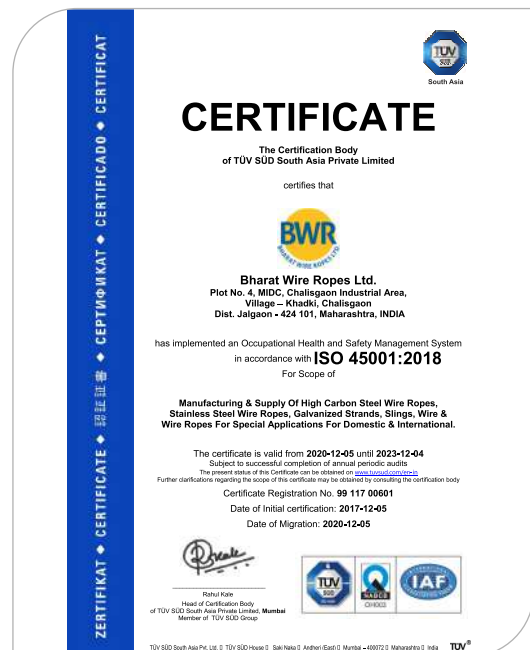 TÜV
SÜD
South Asia
CERTIFICATE
The Certification Body
of TÜV SÜD South Asia Private Limited
certifies that
BWR
BHARAT WIRE ROPES LTD
Bharat Wire Ropes Ltd.
Plot No. 4, MIDC, Chalisgaon Industrial Area,
Village – Khadki, Chalisgaon
Dist. Jalgaon - 424 101, Maharashtra, INDIA
has implemented an Occupational Health and Safety Management System
in accordance with ISO 45001:2018
For Scope of
Manufacturing & Supply Of High Carbon Steel Wire Ropes,
Stainless Steel Wire Ropes, Galvanized Strands, Slings, Wire &
Wire Ropes For Special Applications For Domestic & International.
The certificate is valid from 2020-12-05 until 2023-12-04
Subject to successful completion of annual periodic audits
The present status of this Certificate can be obtained on www.tuvsud.com/en-in
Further clarifications regarding the scope of this certificate may be obtained by consulting the certification body
Certificate Registration No. 99 117 00601
Date of Initial certification: 2017-12-05
Date of Migration: 2020-12-05
Rahul Kale
Head of Certification Body
of TÜV SÜD South Asia Private Limited, Mumbai
Member of TÜV SÜD Group
TÜV
SÜD
NABCB
OH002
IAF
TÜV SÜD South Asia Pvt. Ltd. ▯ TÜV SÜD House ▯ Saki Naka ▯ Andheri (East) ▯ Mumbai – 400072 ▯ Maharashtra ▯ India TÜV®
ZERTIFIKAT ◆ CERTIFICATE ◆ 認証証書 ◆ СЕРТИФИКАТ ◆ CERTIFICADO ◆ CERTIFICAT